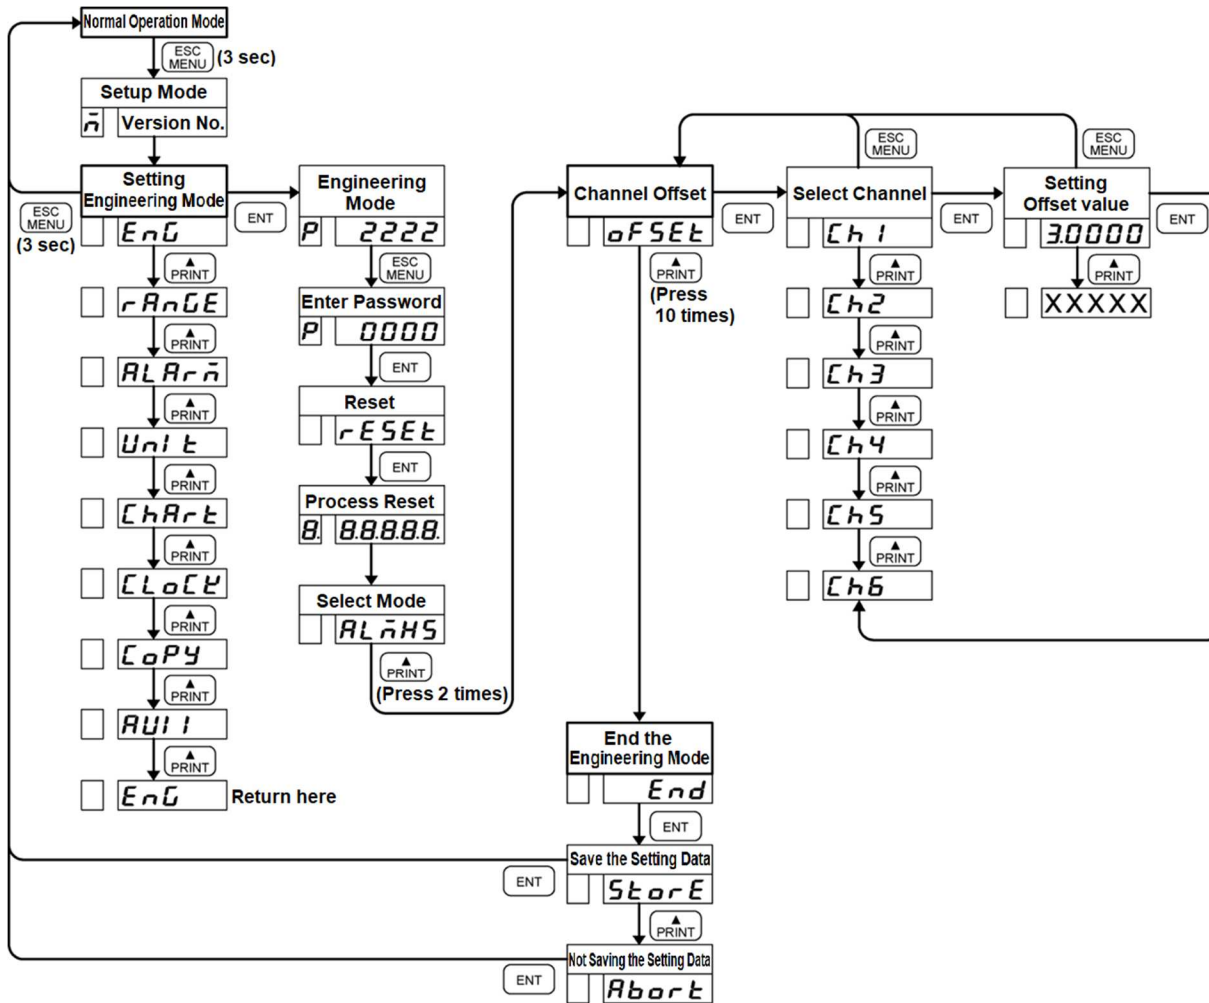 Normal Operation Mode
ESC
MENU
(3 sec)
Setup Mode
n̄ Version No.
Setting
Engineering Mode
EnG
ESC
MENU
(3 sec)
▲
PRINT
rAnGE
▲
PRINT
ALArn̄
▲
PRINT
UnIt
▲
PRINT
ChArt
▲
PRINT
CLoCK
▲
PRINT
CoPY
▲
PRINT
AUI1
▲
PRINT
EnG Return here
ENT
Engineering
Mode
P 2222
ESC
MENU
Enter Password
P 0000
ENT
Reset
rESEt
ENT
Process Reset
8. 8.8.8.8.8.
Select Mode
ALn̄HS
▲
PRINT
(Press 2 times)
Channel Offset
oFSEt
▲
PRINT
(Press
10 times)
End the
Engineering Mode
End
ENT
Save the Setting Data
StorE
ENT
▲
PRINT
Not Saving the Setting Data
Abort
ENT
ENT
ESC
MENU
Select Channel
Ch1
▲
PRINT
Ch2
▲
PRINT
Ch3
▲
PRINT
Ch4
▲
PRINT
Ch5
▲
PRINT
Ch6
ENT
ESC
MENU
Setting
Offset value
3.0000
▲
PRINT
XXXXX
ENT